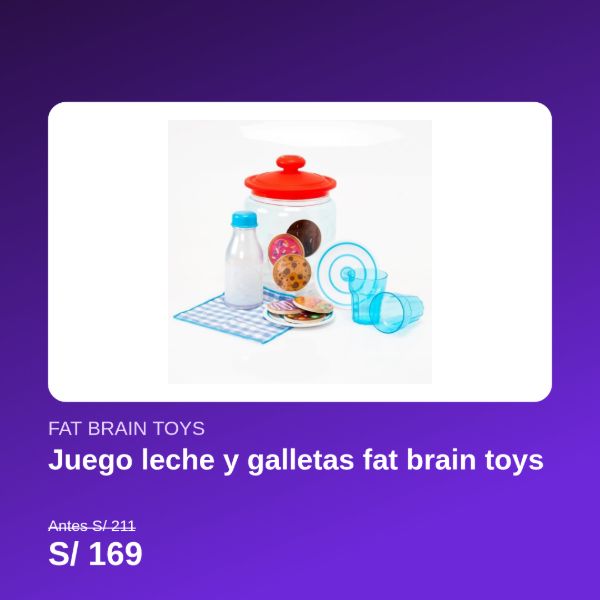 FAT BRAIN TOYS
Juego leche y galletas fat brain toys
Antes S/ 211
S/ 169